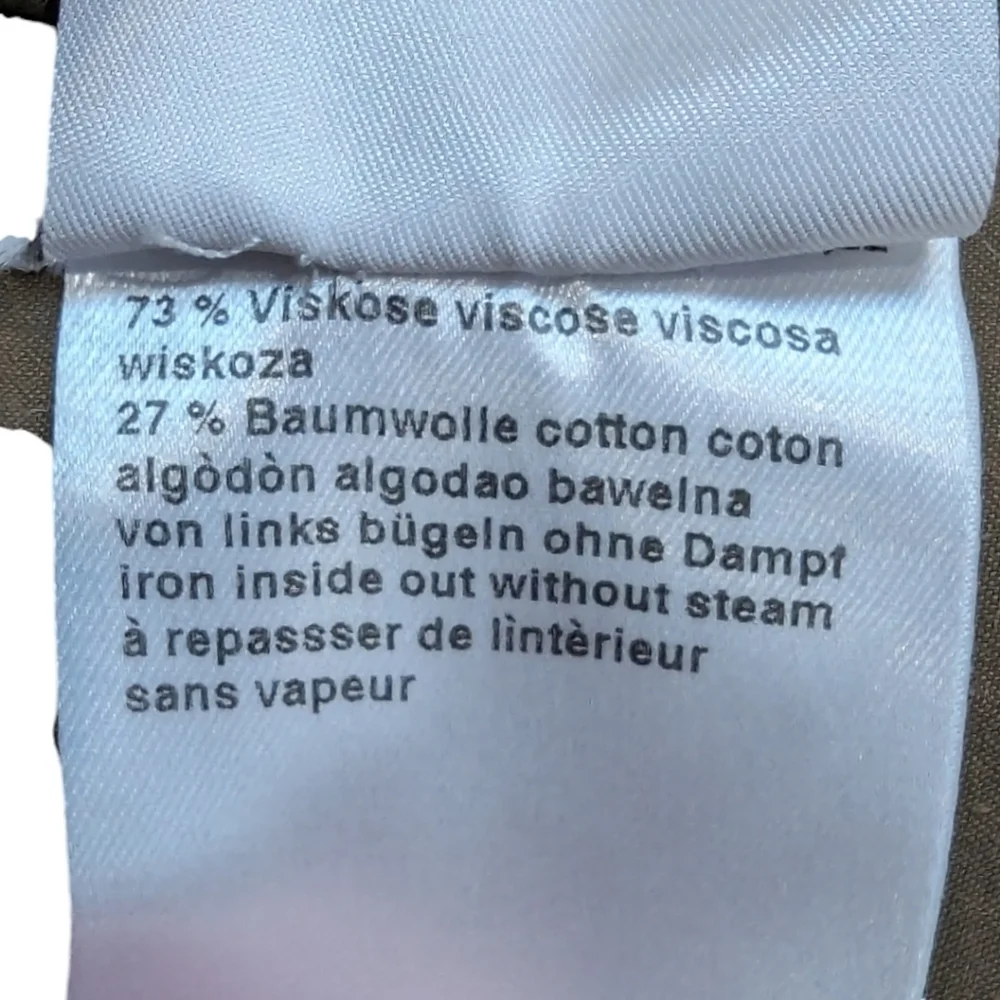 73 % Viskose viscose viscosa
wiskoza
27 % Baumwolle cotton coton
algòdòn algodao bawelna
von links bügeln ohne Dampf
iron inside out without steam
à repassser de lìntèrieur
sans vapeur